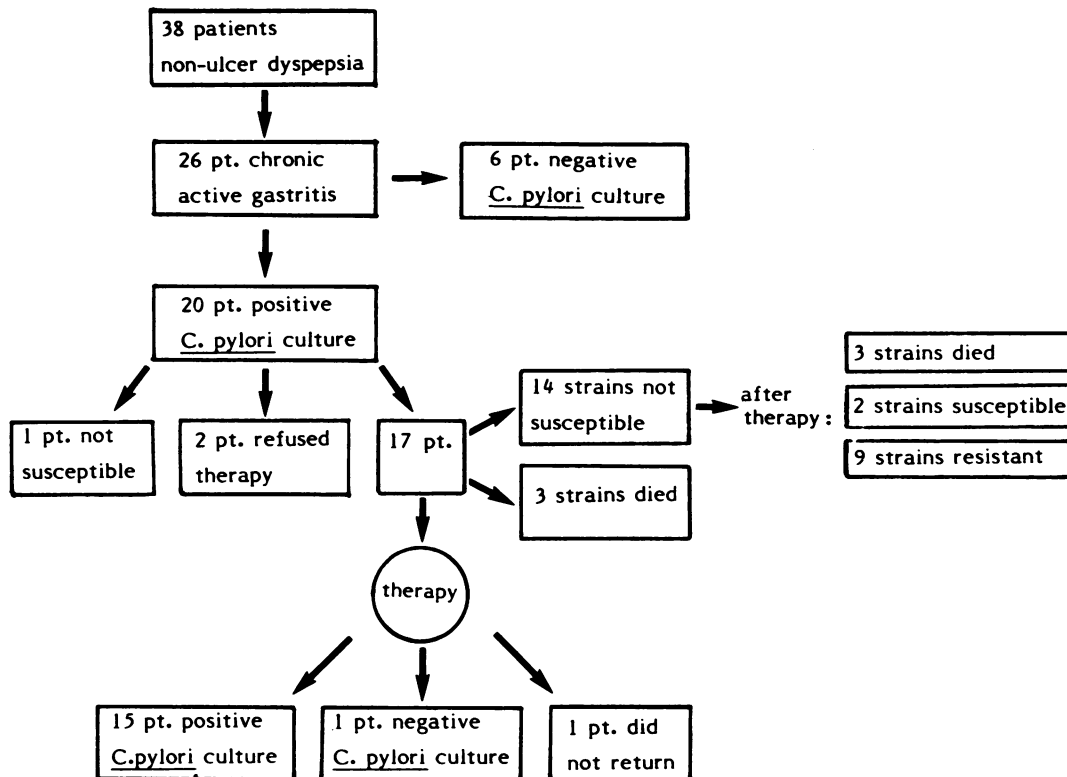 38 patients
non-ulcer dyspepsia
26 pt. chronic
active gastritis
6 pt. negative
C. pylori culture
20 pt. positive
C. pylori culture
1 pt. not
susceptible
2 pt. refused
therapy
17 pt.
14 strains not
susceptible
3 strains died
after
therapy:
3 strains died
2 strains susceptible
9 strains resistant
therapy
15 pt. positive
C.pylori culture
1 pt. negative
C. pylori culture
1 pt. did
not return